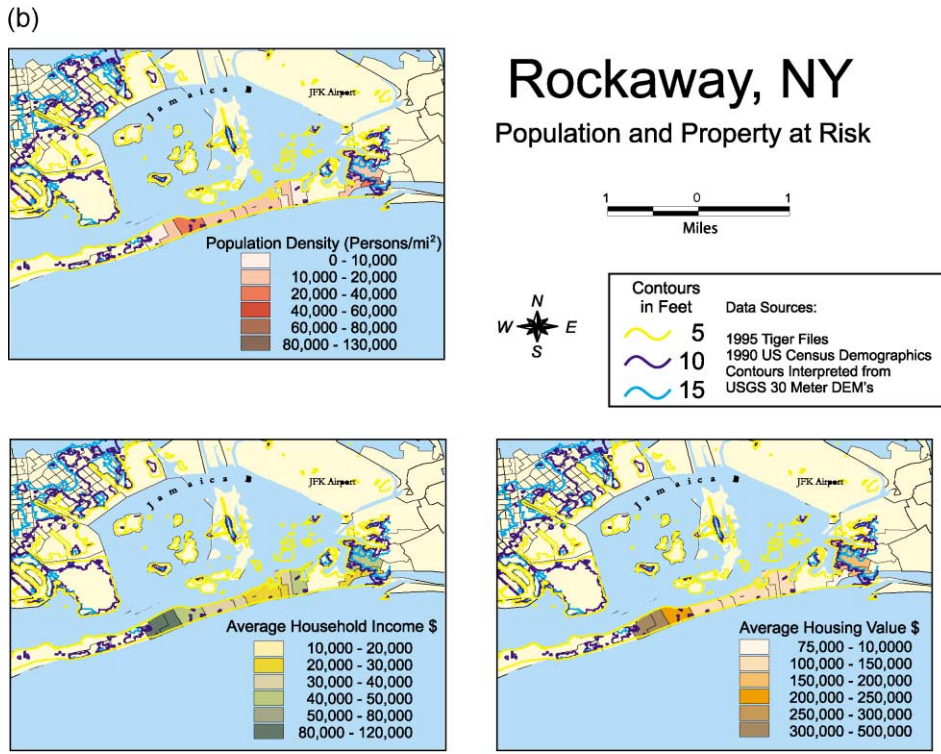 (b)
Rockaway, NY
Population and Property at Risk
1 0 1
Miles
Jamaica B
JFK Airport
Population Density (Persons/mi²)
0 - 10,000
10,000 - 20,000
20,000 - 40,000
40,000 - 60,000
60,000 - 80,000
80,000 - 130,000
N
W E
S
Contours
in Feet
5
10
15
Data Sources:
1995 Tiger Files
1990 US Census Demographics
Contours Interpreted from
USGS 30 Meter DEM's
Jamaica B
JFK Airport
Average Household Income $
10,000 - 20,000
20,000 - 30,000
30,000 - 40,000
40,000 - 50,000
50,000 - 80,000
80,000 - 120,000
Jamaica B
JFK Airport
Average Housing Value $
75,000 - 10,0000
100,000 - 150,000
150,000 - 200,000
200,000 - 250,000
250,000 - 300,000
300,000 - 500,000